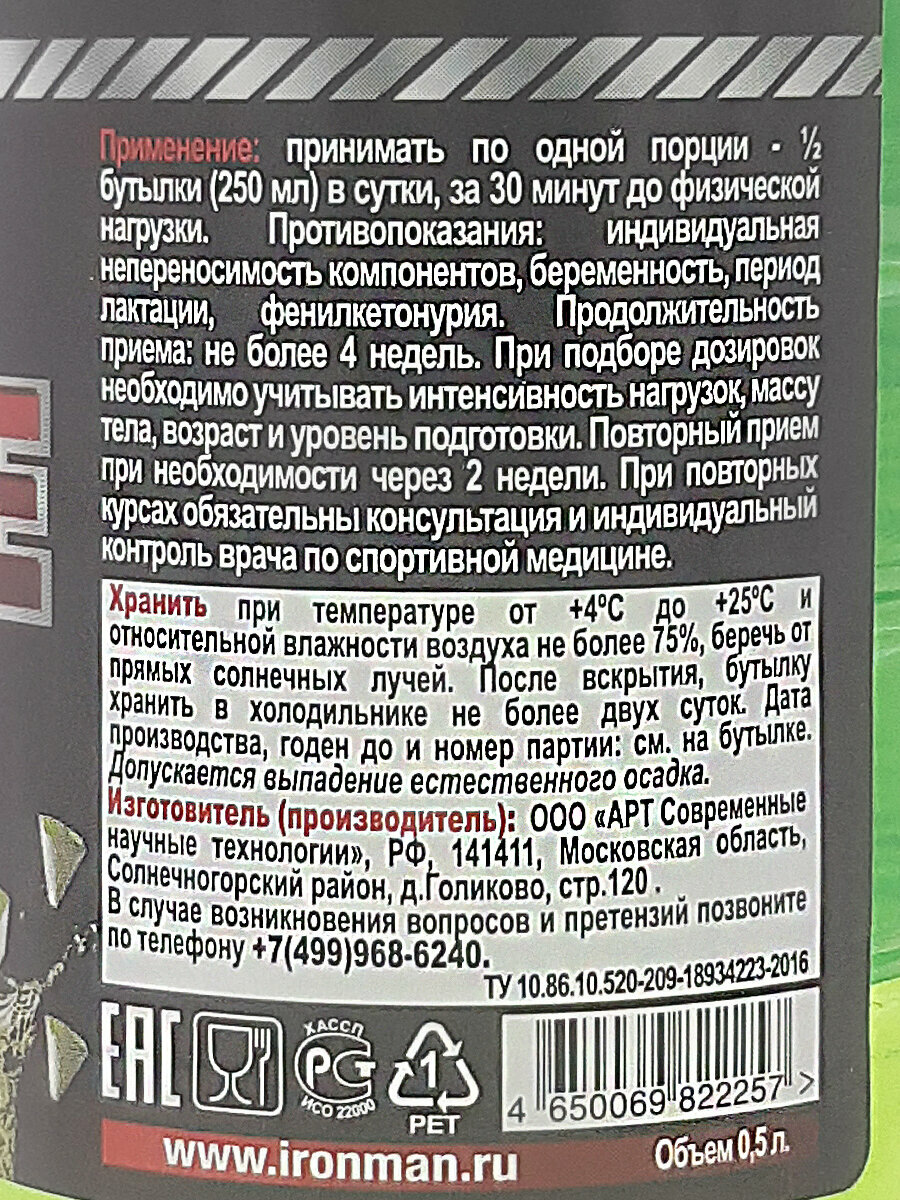 Применение: принимать по одной порции - ½
бутылки (250 мл) в сутки, за 30 минут до физической
нагрузки. Противопоказания: индивидуальная
непереносимость компонентов, беременность, период
лактации, фенилкетонурия. Продолжительность
приема: не более 4 недель. При подборе дозировок
необходимо учитывать интенсивность нагрузок, массу
тела, возраст и уровень подготовки. Повторный прием
при необходимости через 2 недели. При повторных
курсах обязательны консультация и индивидуальный
контроль врача по спортивной медицине.
Хранить при температуре от +4°С до +25°С и
относительной влажности воздуха не более 75%, беречь от
прямых солнечных лучей. После вскрытия, бутылку
хранить в холодильнике не более двух суток. Дата
производства, годен до и номер партии: см. на бутылке.
Допускается выпадение естественного осадка.
Изготовитель (производитель): ООО «АРТ Современные
научные технологии», РФ, 141411, Московская область,
Солнечногорский район, д.Голиково, стр.120 .
В случае возникновения вопросов и претензий позвоните
по телефону +7(499)968-6240.
ТУ 10.86.10.520-209-18934223-2016
ЕАС
ХАССП
РСТ
ИСО 22000
1
PET
4 650069 822257 >
www.ironman.ru
Объем 0,5 л.